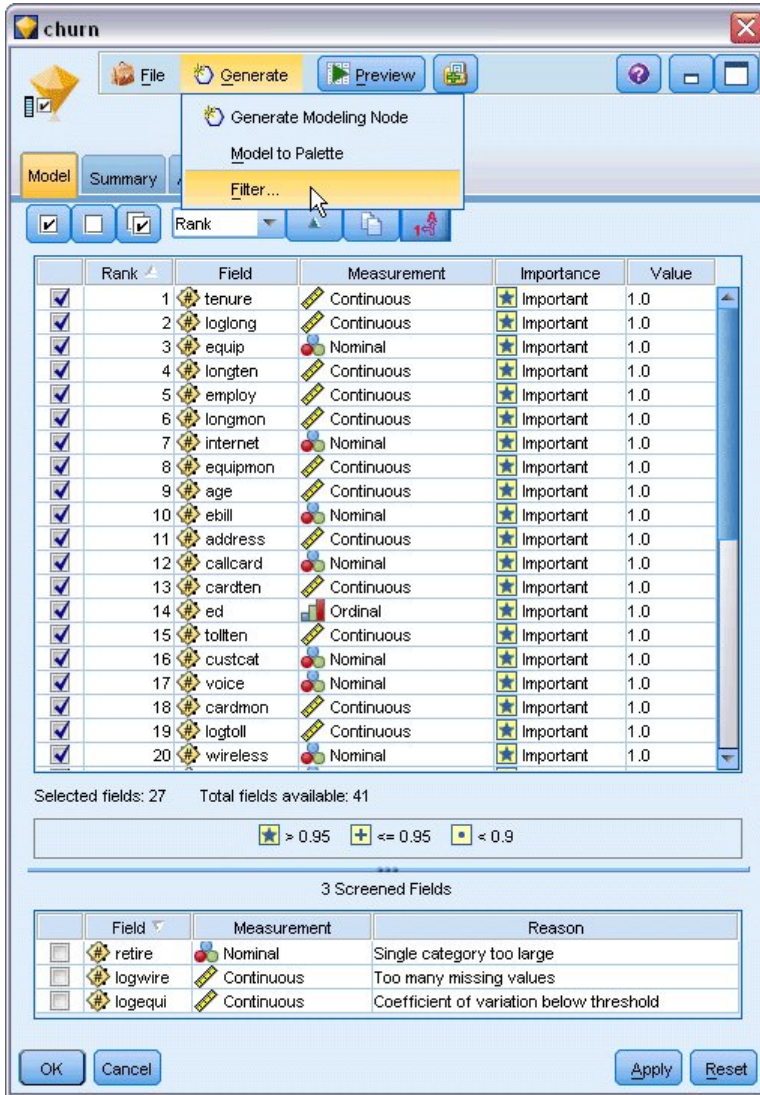 churn
File Generate Preview
Generate Modeling Node
Model to Palette
Filter...
Model Summary A
Rank
Rank Field Measurement Importance Value
1 tenure Continuous Important 1.0
2 loglong Continuous Important 1.0
3 equip Nominal Important 1.0
4 longten Continuous Important 1.0
5 employ Continuous Important 1.0
6 longmon Continuous Important 1.0
7 internet Nominal Important 1.0
8 equipmon Continuous Important 1.0
9 age Continuous Important 1.0
10 ebill Nominal Important 1.0
11 address Continuous Important 1.0
12 callcard Nominal Important 1.0
13 cardten Continuous Important 1.0
14 ed Ordinal Important 1.0
15 tollten Continuous Important 1.0
16 custcat Nominal Important 1.0
17 voice Nominal Important 1.0
18 cardmon Continuous Important 1.0
19 logtoll Continuous Important 1.0
20 wireless Nominal Important 1.0
Selected fields: 27 Total fields available: 41
> 0.95 <= 0.95 < 0.9
3 Screened Fields
Field Measurement Reason
retire Nominal Single category too large
logwire Continuous Too many missing values
logequi Continuous Coefficient of variation below threshold
OK Cancel Apply Reset